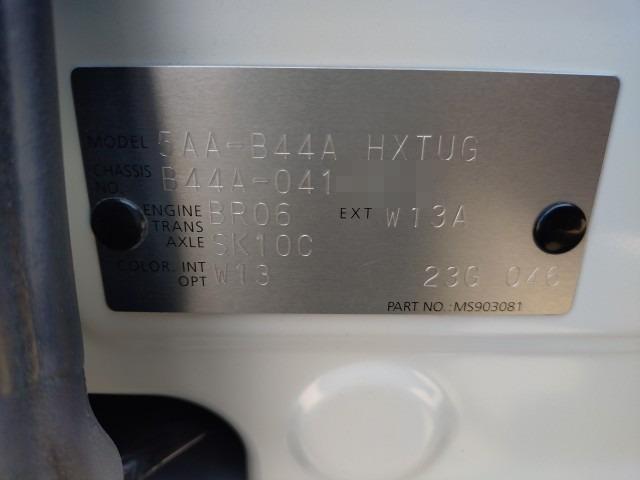 MODEL 5AA-B44A HXTUG
CHASSIS NO. B44A-041
ENGINE BR06 EXT W13A
TRANS AXLE SK10C
COLOR, INT W13
OPT 23G 046
PART NO.:MS903081